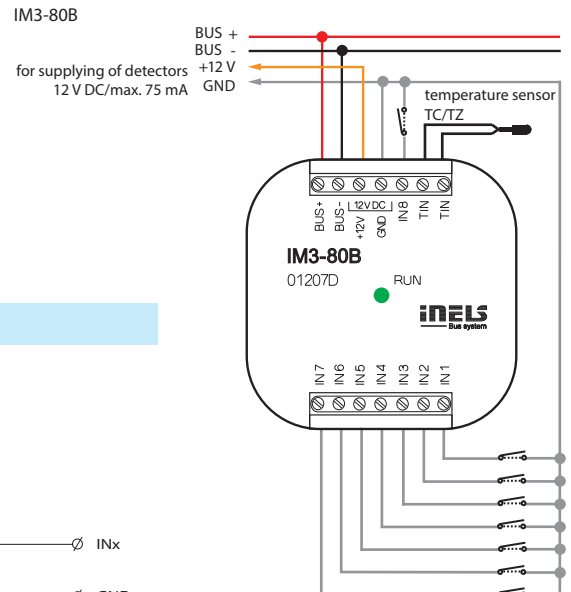 IM3-80B
BUS +
BUS -
for supplying of detectors
12 V DC/max. 75 mA
+12 V
GND
temperature sensor
TC/TZ
BUS+
BUS-
12V DC
+12V
GND
IN8
TIN
TIN
IM3-80B
01207D
RUN
iNELS
Bus system
IN7
IN6
IN5
IN4
IN3
IN2
IN1
INx